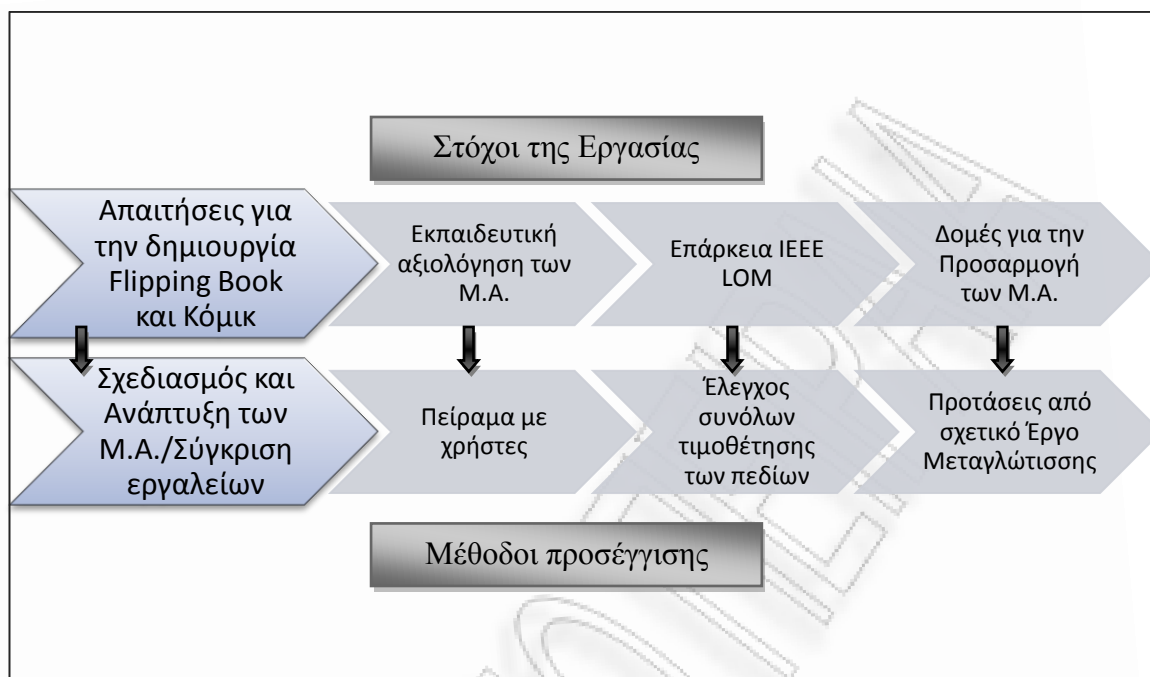 Στόχοι της Εργασίας
Απαιτήσεις για
την δημιουργία
Flipping Book
και Κόμικ
Εκπαιδευτική
αξιολόγηση των
Μ.Α.
Επάρκεια IEEE
LOM
Δομές για την
Προσαρμογή
των Μ.Α.
Σχεδιασμός και
Ανάπτυξη των
Μ.Α./Σύγκριση
εργαλείων
Πείραμα με
χρήστες
Έλεγχος
συνόλων
τιμοθέτησης
των πεδίων
Προτάσεις από
σχετικό Έργο
Μεταγλώτισσης
Μέθοδοι προσέγγισης